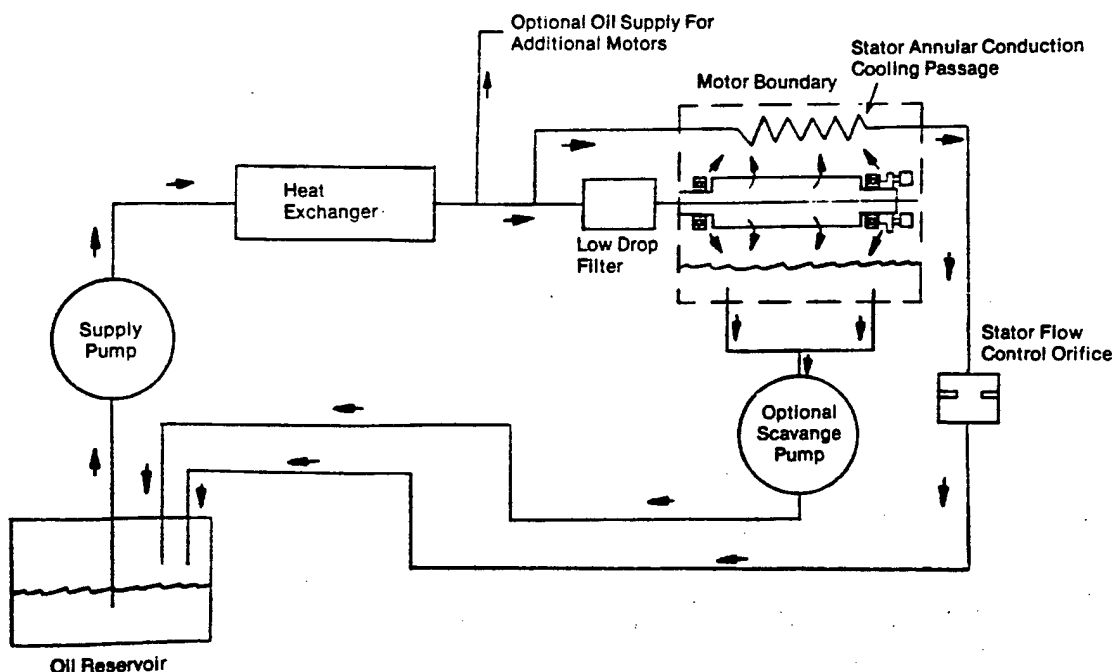 Optional Oil Supply For
Additional Motors
Stator Annular Conduction
Cooling Passage
Motor Boundary
Heat
Exchanger
Low Drop
Filter
Supply
Pump
Stator Flow
Control Orifice
Optional
Scavange
Pump
Oil Reservoir